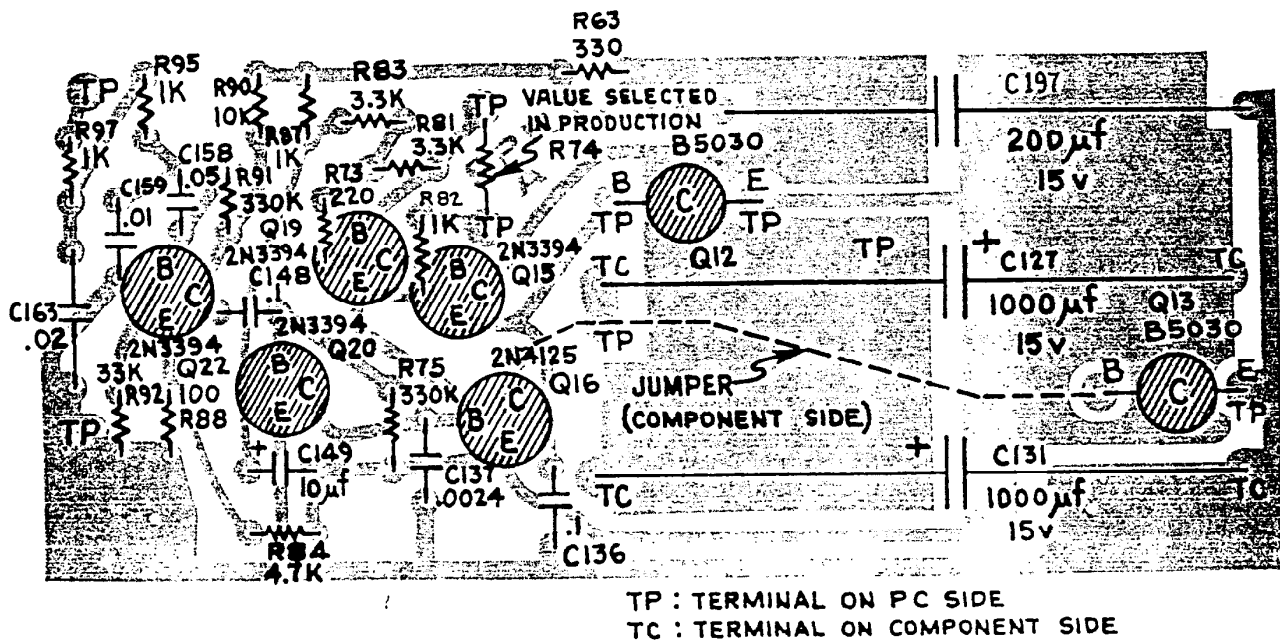 R63
330
R95
1K
TP
R90
10K
R87
1K
R83
3.3K
R81
3.3K
TP
VALUE SELECTED
IN PRODUCTION
R74
TP
C197
200µf
15v
R97
1K
C159
.01
C158
.05
R91
330K
R73
220
R82
1K
B5030
B
C
E
TP
TP
Q12
Q19
2N3394
B
C
E
2N3394
Q15
B
C
E
TC
TP
+
C127
TC
1000µf
15v
Q13
B5030
C163
.02
B
C
E
2N3394
Q22
C148
.1
2N3394
Q20
B
C
E
2N4125
Q16
B
C
E
TP
JUMPER
(COMPONENT SIDE)
B
C
E
TP
33K
R92
100
R88
TP
R75
330K
+
C149
10µf
C137
.0024
.1
C136
TC
+
C131
TC
1000µf
15v
R84
4.7K
TP : TERMINAL ON PC SIDE
TC : TERMINAL ON COMPONENT SIDE